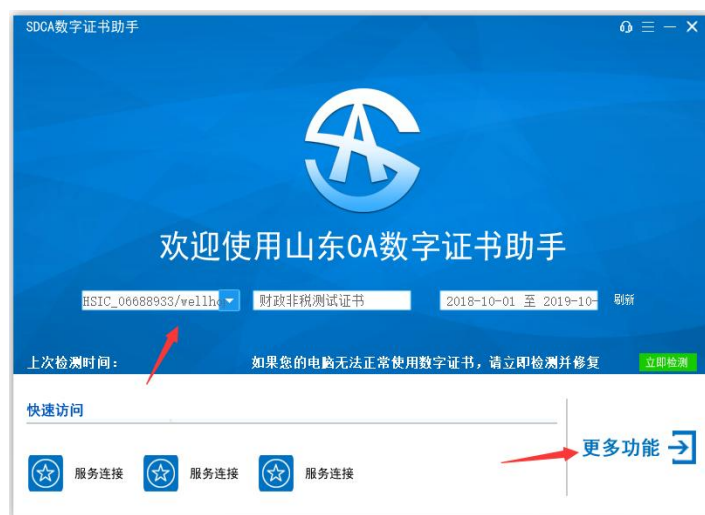 SDCA数字证书助手
欢迎使用山东CA数字证书助手
HSIC_06688933/wellh
财政非税测试证书
2018-10-01 至 2019-10-
刷新
上次检测时间：
如果您的电脑无法正常使用数字证书，请立即检测并修复
立即检测
快速访问
更多功能
服务连接
服务连接
服务连接